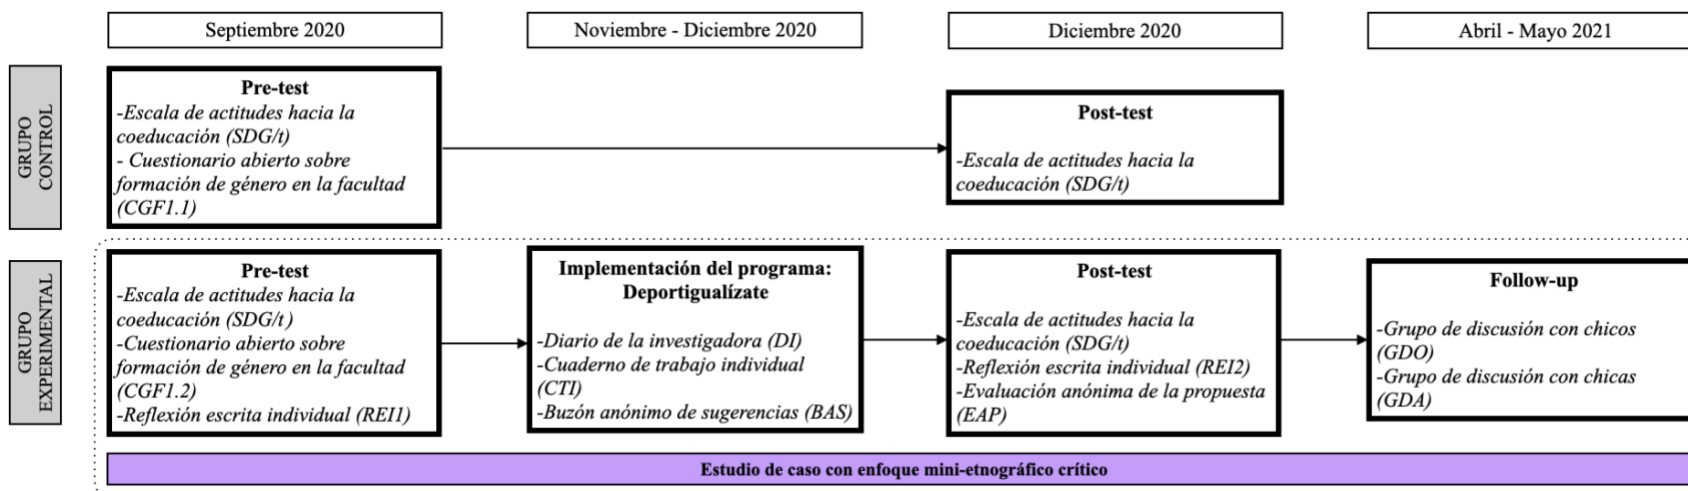 Septiembre 2020
Noviembre - Diciembre 2020
Diciembre 2020
Abril - Mayo 2021
GRUPO
CONTROL
Pre-test
-Escala de actitudes hacia la
coeducación (SDG/t)
- Cuestionario abierto sobre
formación de género en la facultad
(CGF1.1)
Post-test
-Escala de actitudes hacia la
coeducación (SDG/t)
GRUPO
EXPERIMENTAL
Pre-test
-Escala de actitudes hacia la
coeducación (SDG/t )
-Cuestionario abierto sobre
formación de género en la facultad
(CGF1.2)
-Reflexión escrita individual (REI1)
Implementación del programa:
Deportigualízate
-Diario de la investigadora (DI)
-Cuaderno de trabajo individual
(CTI)
-Buzón anónimo de sugerencias (BAS)
Post-test
-Escala de actitudes hacia la
coeducación (SDG/t)
-Reflexión escrita individual (REI2)
-Evaluación anónima de la propuesta
(EAP)
Follow-up
-Grupo de discusión con chicos
(GDO)
-Grupo de discusión con chicas
(GDA)
Estudio de caso con enfoque mini-etnográfico crítico